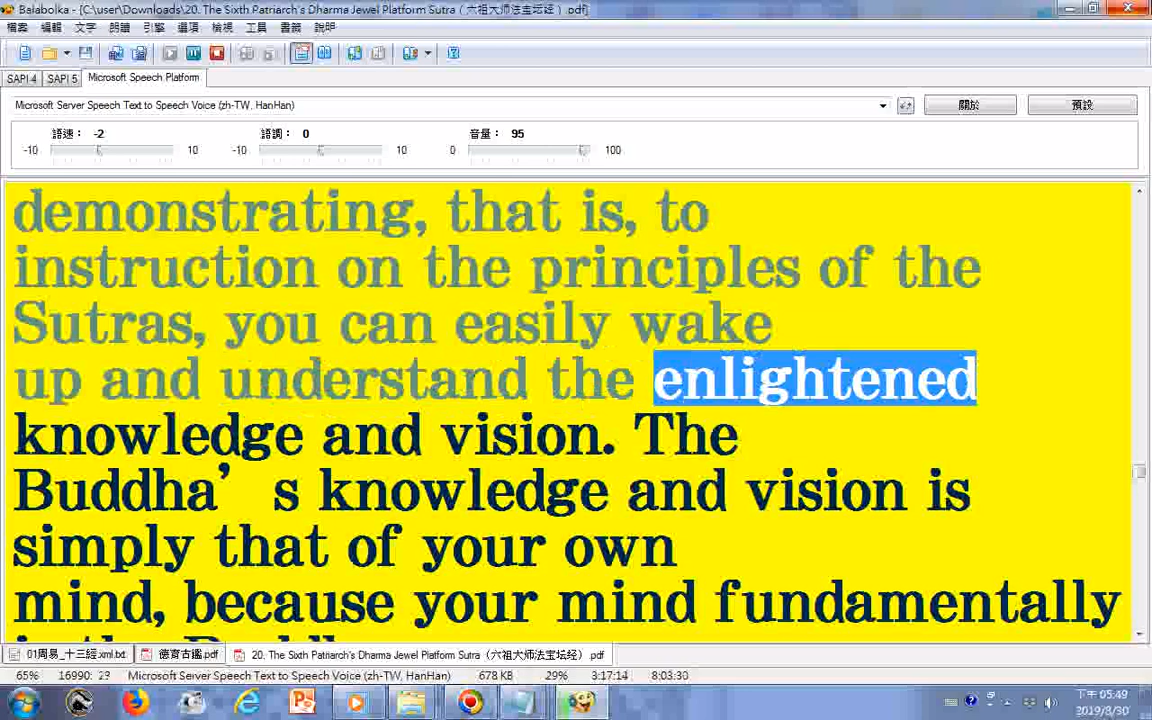 Balabolka - [C:\user\Downloads\20. The Sixth Patriarch's Dharma Jewel Platform Sutra（六祖大师法宝坛经）.pdf]
檔案 編輯 文字 朗讀 引擎 選項 檢視 工具 書籤 說明
SAPI 4 SAPI 5 Microsoft Speech Platform
Microsoft Server Speech Text to Speech Voice (zh-TW, HanHan) 關於 預設
語速： -2 語調： 0 音量： 95
-10 10 -10 10 0 100
demonstrating, that is, to
instruction on the principles of the
Sutras, you can easily wake
up and understand the enlightened
knowledge and vision. The
Buddha’s knowledge and vision is
simply that of your own
mind, because your mind fundamentally
01周易_十三經.xml.txt 德育古鑑.pdf 20. The Sixth Patriarch's Dharma Jewel Platform Sutra（六祖大师法宝坛经）.pdf
65% 16990: 23 Microsoft Server Speech Text to Speech Voice (zh-TW, HanHan) 678 KB 29% 3:17:14 8:03:30
下午 05:49
2019/8/30